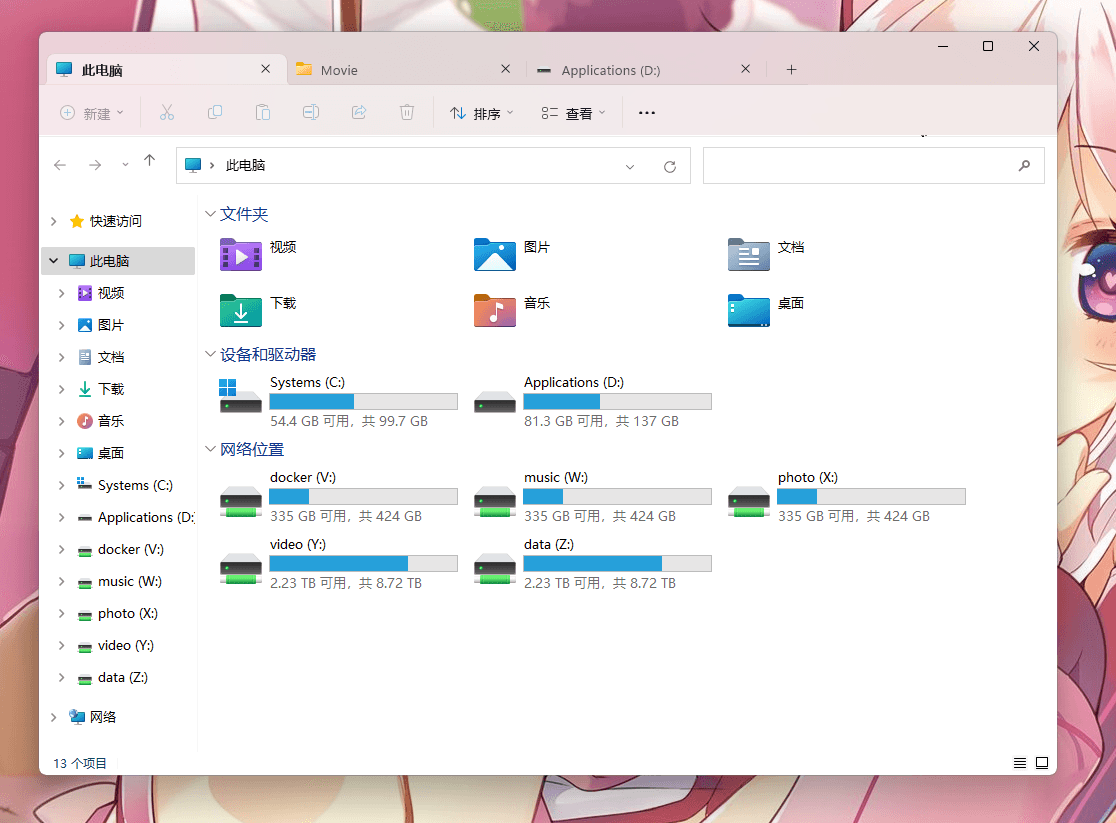 此电脑
Movie
Applications (D:)
新建
排序
查看
此电脑
快速访问
此电脑
视频
图片
文档
下载
音乐
桌面
Systems (C:)
Applications (D:
docker (V:)
music (W:)
photo (X:)
video (Y:)
data (Z:)
网络
文件夹
视频
图片
文档
下载
音乐
桌面
设备和驱动器
Systems (C:)
54.4 GB 可用，共 99.7 GB
Applications (D:)
81.3 GB 可用，共 137 GB
网络位置
docker (V:)
335 GB 可用，共 424 GB
music (W:)
335 GB 可用，共 424 GB
photo (X:)
335 GB 可用，共 424 GB
video (Y:)
2.23 TB 可用，共 8.72 TB
data (Z:)
2.23 TB 可用，共 8.72 TB
13 个项目